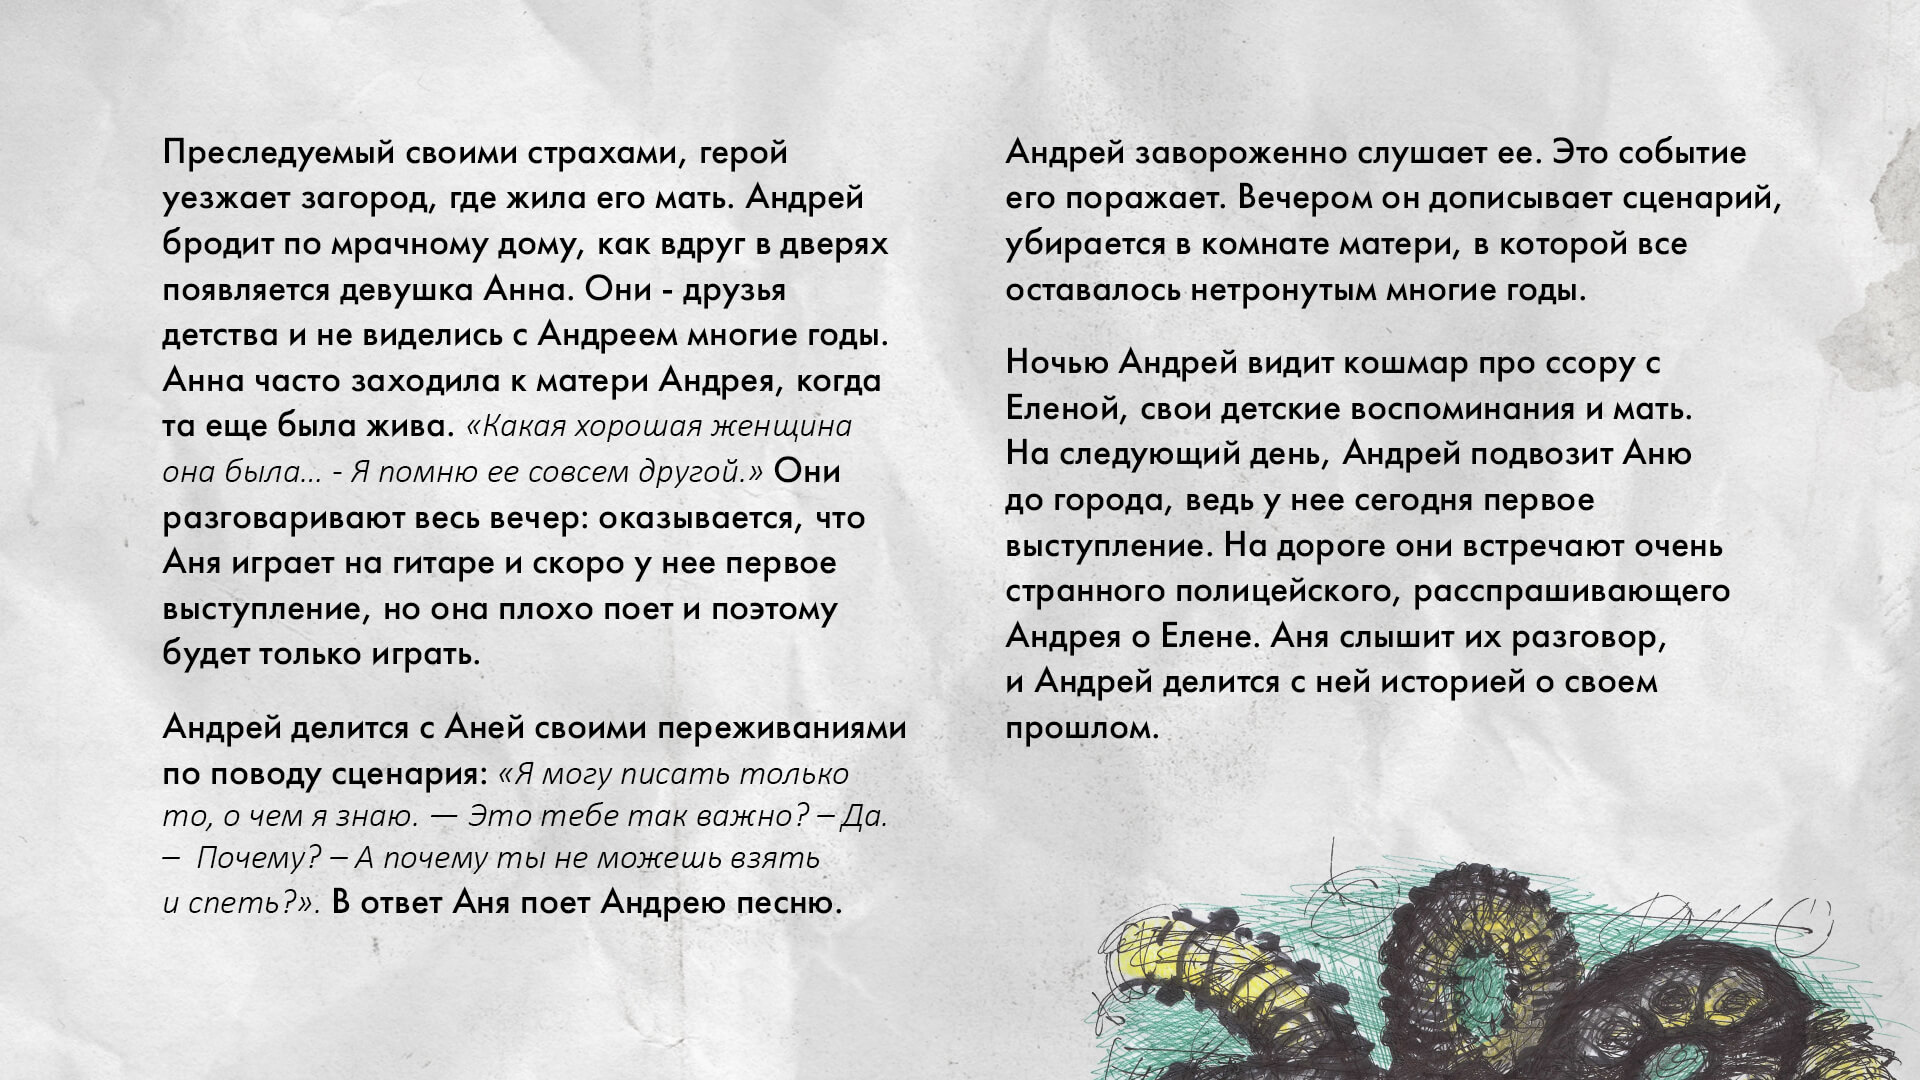 Преследуемый своими страхами, герой
уезжает загород, где жила его мать. Андрей
бродит по мрачному дому, как вдруг в дверях
появляется девушка Анна. Они - друзья
детства и не виделись с Андреем многие годы.
Анна часто заходила к матери Андрея, когда
та еще была жива. «Какая хорошая женщина
она была... - Я помню ее совсем другой.» Они
разговаривают весь вечер: оказывается, что
Аня играет на гитаре и скоро у нее первое
выступление, но она плохо поет и поэтому
будет только играть.
Андрей делится с Аней своими переживаниями
по поводу сценария: «Я могу писать только
то, о чем я знаю. — Это тебе так важно? – Да.
– Почему? – А почему ты не можешь взять
и спеть?». В ответ Аня поет Андрею песню.
Андрей завороженно слушает ее. Это событие
его поражает. Вечером он дописывает сценарий,
убирается в комнате матери, в которой все
оставалось нетронутым многие годы.
Ночью Андрей видит кошмар про ссору с
Еленой, свои детские воспоминания и мать.
На следующий день, Андрей подвозит Аню
до города, ведь у нее сегодня первое
выступление. На дороге они встречают очень
странного полицейского, расспрашивающего
Андрея о Елене. Аня слышит их разговор,
и Андрей делится с ней историей о своем
прошлом.